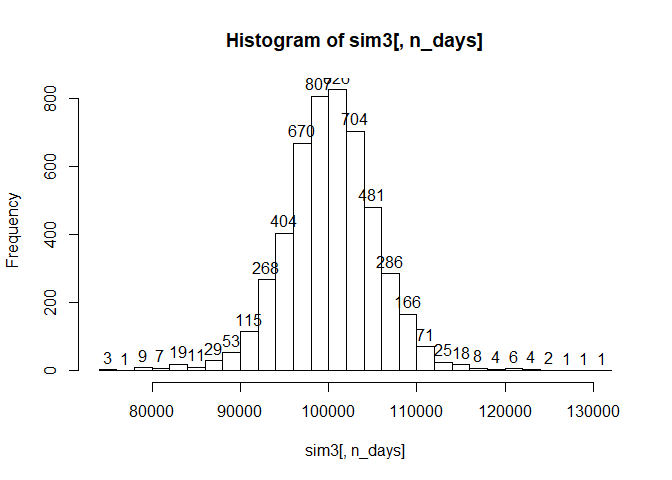 Histogram of sim3[, n_days]
Frequency
0
200
400
600
800
3 1 9 7 19 11 29 53 115 268 404 670 807 826 704 481 286 166 71 25 18 8 4 6 4 2 1 1 1
80000 90000 100000 110000 120000 130000
sim3[, n_days]